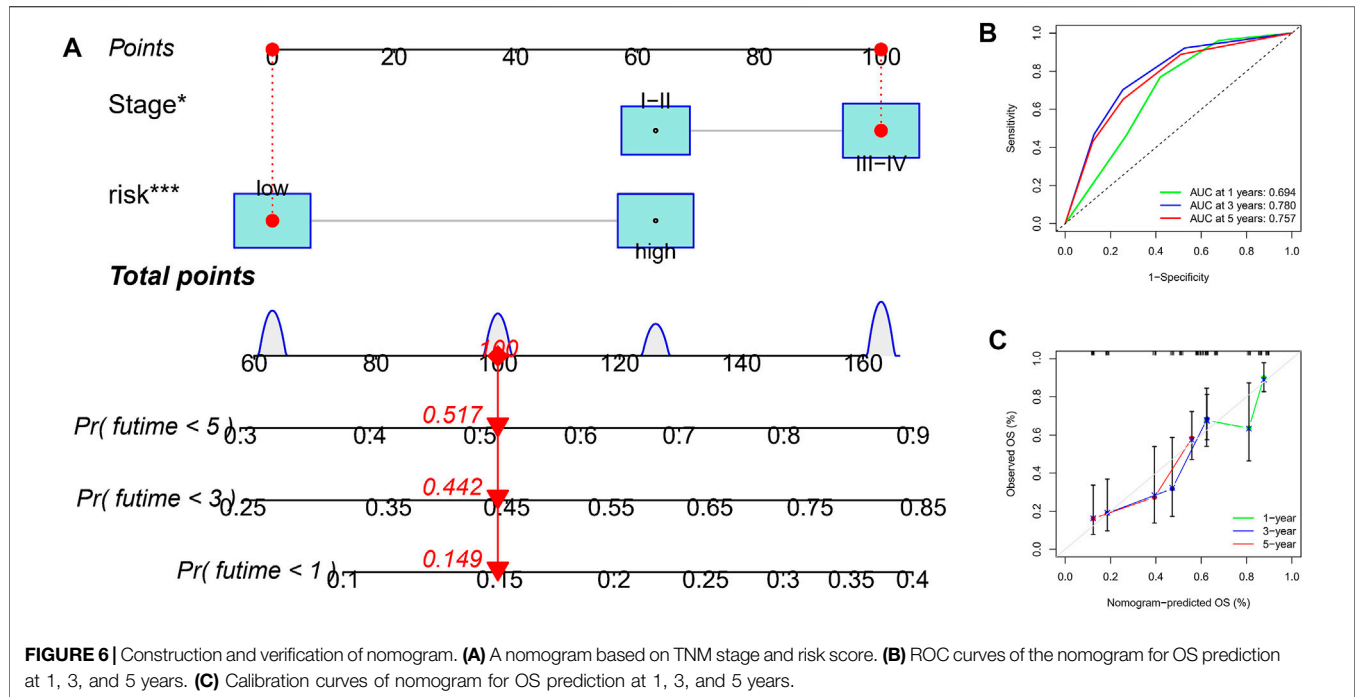 A
Points
0 20 40 60 80 100
Stage*
I−II
III−IV
risk***
low
high
Total points
100
60 80 100 120 140 160
0.517
Pr( futime < 5 )
0.3 0.4 0.5 0.6 0.7 0.8 0.9
0.442
Pr( futime < 3 )
0.25 0.35 0.45 0.55 0.65 0.75 0.85
0.149
Pr( futime < 1 )
0.1 0.15 0.2 0.25 0.3 0.35 0.4
B
Sensitivity
1.0
0.8
0.6
0.4
0.2
0.0
AUC at 1 years: 0.694
AUC at 3 years: 0.780
AUC at 5 years: 0.757
0.0 0.2 0.4 0.6 0.8 1.0
1−Specificity
C
Observed OS (%)
1.0
0.8
0.6
0.4
0.2
0.0
1−year
3−year
5−year
0.0 0.2 0.4 0.6 0.8 1.0
Nomogram−predicted OS (%)
FIGURE 6 | Construction and verification of nomogram. (A) A nomogram based on TNM stage and risk score. (B) ROC curves of the nomogram for OS prediction
at 1, 3, and 5 years. (C) Calibration curves of nomogram for OS prediction at 1, 3, and 5 years.